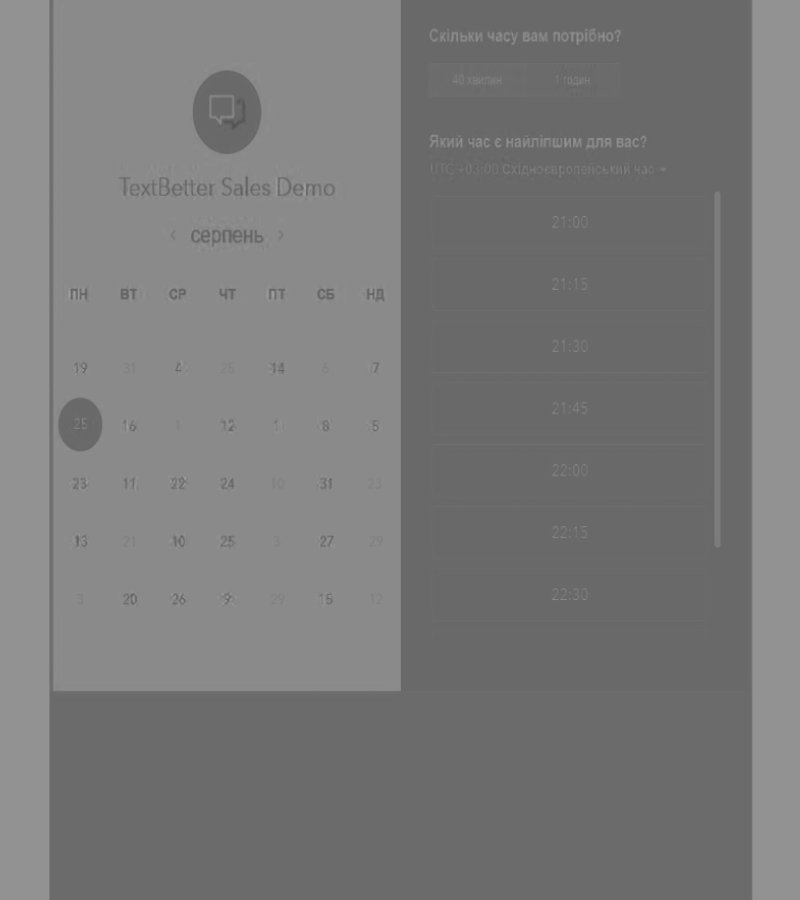 TextBetter Sales Demo
‹ серпень ›
ПН ВТ СР ЧТ ПТ СБ НД
19 31 4 25 14 6 7
25 16 1 12 1 8 5
23 11 22 24 10 31 23
13 21 10 25 3 27 29
3 20 26 9 29 15 12
Скільки часу вам потрібно?
40 хвилин 1 годин
Який час є найліпшим для вас?
UTC +03:00 Східноєвропейський час
21:00
21:15
21:30
21:45
22:00
22:15
22:30